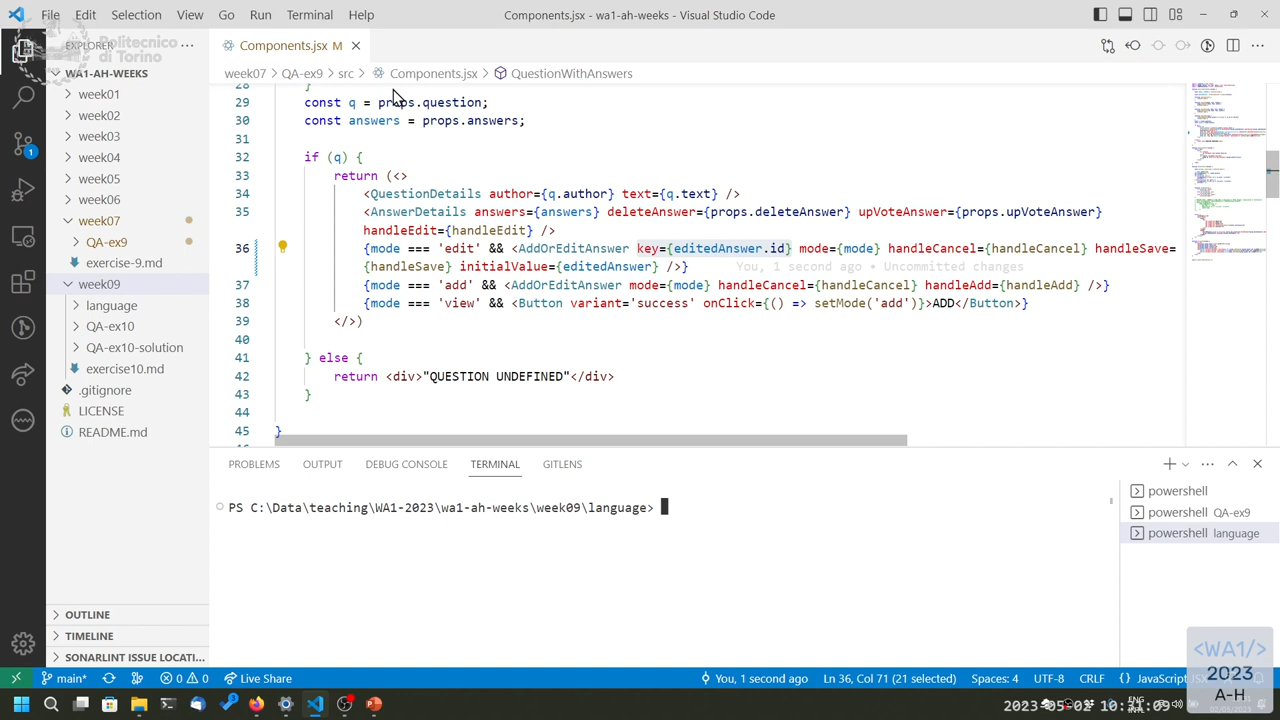 File Edit Selection View Go Run Terminal Help
Components.jsx - wa1-ah-weeks - Visual Studio Code
EXPLORER
Politecnico
di Torino
WA1-AH-WEEKS
week01
week02
week03
week04
week05
week06
week07
QA-ex9
exercise-9.md
week09
language
QA-ex10
QA-ex10-solution
exercise10.md
.gitignore
LICENSE
README.md
OUTLINE
TIMELINE
SONARLINT ISSUE LOCATI...
Components.jsx M
week07 > QA-ex9 > src > Components.jsx > QuestionWithAnswers
28 }
29 const q = props.question;
30 const answers = props.answers
31
32 if (q) {
33 return (<>
34 <QuestionDetails author={q.author} text={q.text} />
35 <AnswerDetails answers={answers} deleteAnswer={props.deleteAnswer} upVoteAnswer={props.upVoteAnswer}
handleEdit={handleEdit} />
36 {mode === 'edit' && <AddOrEditAnswer key={editedAnswer.id} mode={mode} handleCancel={handleCancel} handleSave=
{handleSave} initialValue={editedAnswer} />} You, 1 second ago • Uncommitted changes
37 {mode === 'add' && <AddOrEditAnswer mode={mode} handleCancel={handleCancel} handleAdd={handleAdd} />}
38 {mode === 'view' && <Button variant='success' onClick={() => setMode('add')}>ADD</Button>}
39 </>)
40
41 } else {
42 return <div>"QUESTION UNDEFINED"</div>
43 }
44
45 }
PROBLEMS OUTPUT DEBUG CONSOLE TERMINAL GITLENS
PS C:\Data\teaching\WA1-2023\wa1-ah-weeks\week09\language>
powershell
powershell QA-ex9
powershell language
main* 0 0 Live Share
You, 1 second ago Ln 36, Col 71 (21 selected) Spaces: 4 UTF-8 CRLF {}
<WA1/>
2023
A-H
ENG